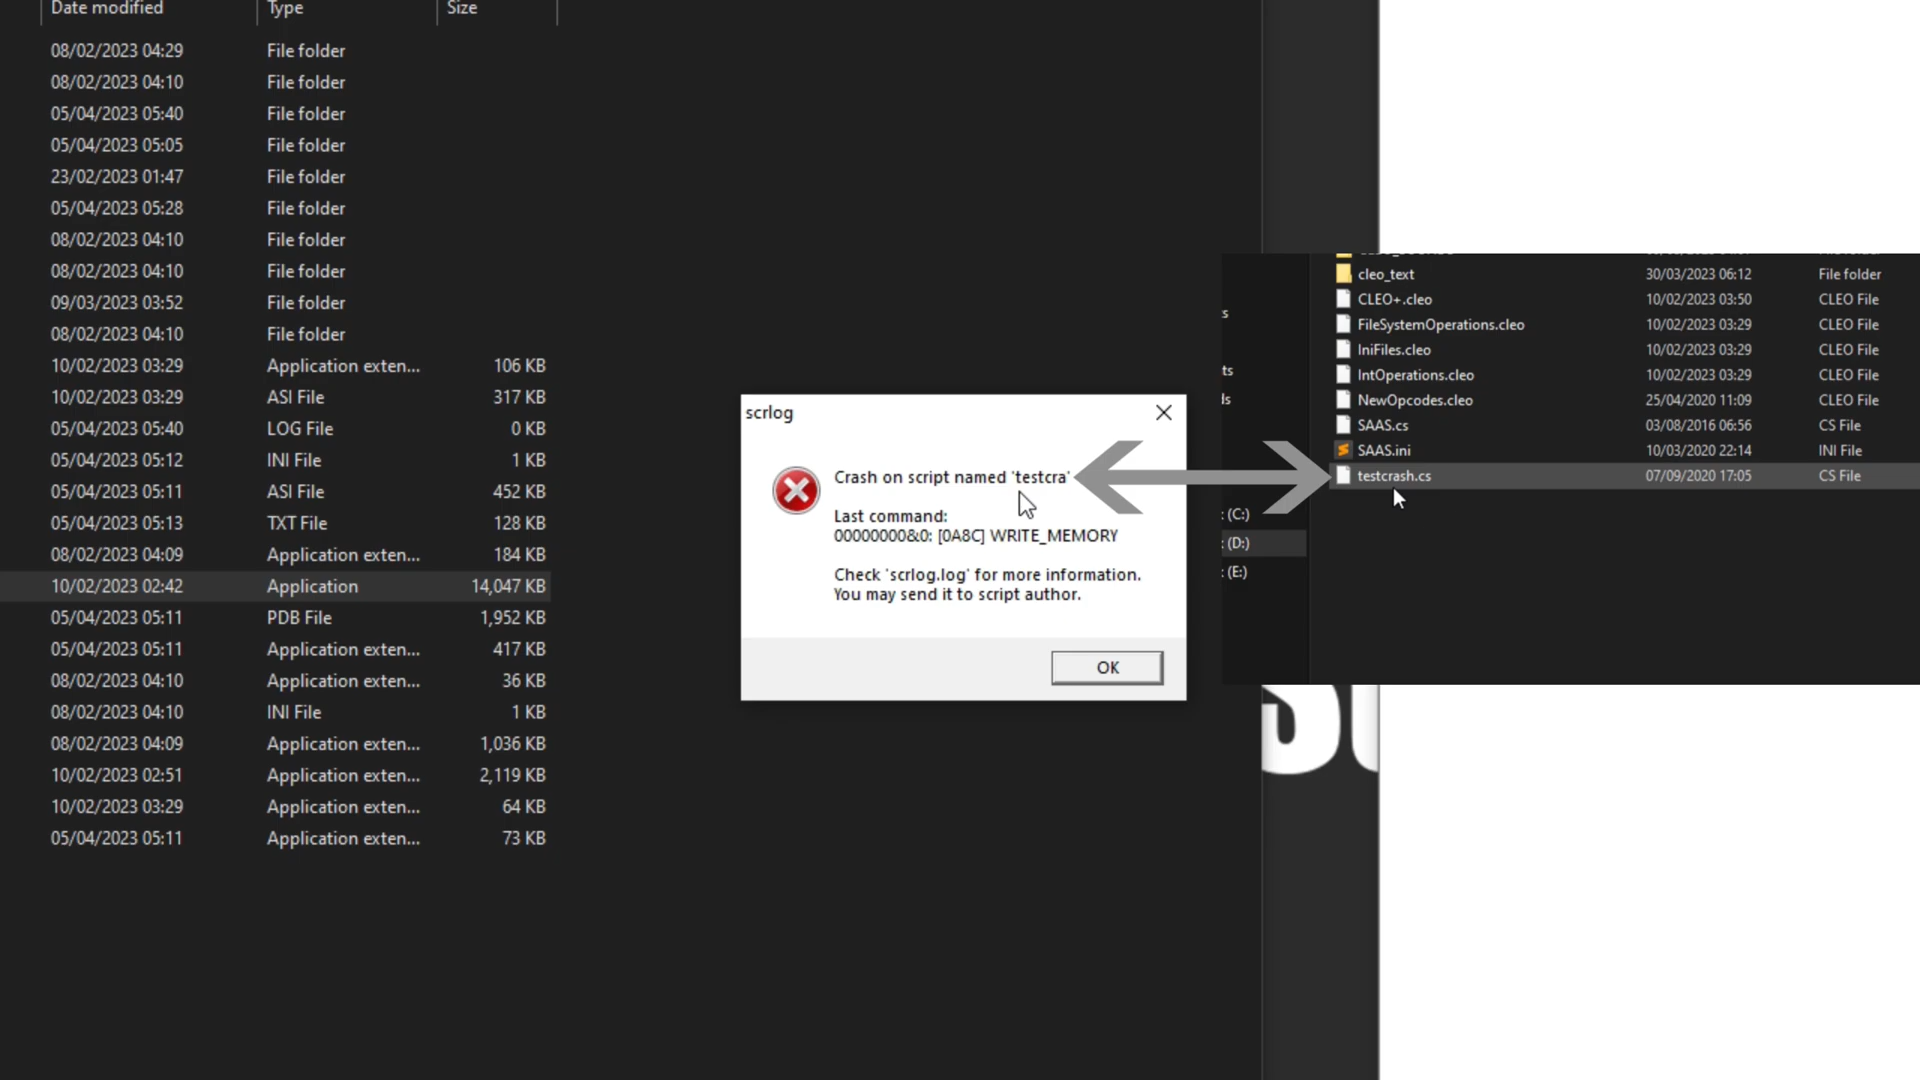 Date modified Type Size
08/02/2023 04:29 File folder
08/02/2023 04:10 File folder
05/04/2023 05:40 File folder
05/04/2023 05:05 File folder
23/02/2023 01:47 File folder
05/04/2023 05:28 File folder
08/02/2023 04:10 File folder
08/02/2023 04:10 File folder
09/03/2023 03:52 File folder
08/02/2023 04:10 File folder
10/02/2023 03:29 Application exten... 106 KB
10/02/2023 03:29 ASI File 317 KB
05/04/2023 05:40 LOG File 0 KB
05/04/2023 05:12 INI File 1 KB
05/04/2023 05:11 ASI File 452 KB
05/04/2023 05:13 TXT File 128 KB
08/02/2023 04:09 Application exten... 184 KB
10/02/2023 02:42 Application 14,047 KB
05/04/2023 05:11 PDB File 1,952 KB
05/04/2023 05:11 Application exten... 417 KB
08/02/2023 04:10 Application exten... 36 KB
08/02/2023 04:10 INI File 1 KB
08/02/2023 04:09 Application exten... 1,036 KB
10/02/2023 02:51 Application exten... 2,119 KB
10/02/2023 03:29 Application exten... 64 KB
05/04/2023 05:11 Application exten... 73 KB
scrlog
Crash on script named 'testcra'
Last command:
00000000&0: [0A8C] WRITE_MEMORY
Check 'scrlog.log' for more information.
You may send it to script author.
OK
s
ts
ls
: (C:)
: (D:)
: (E:)
cleo_text 30/03/2023 06:12 File folder
CLEO+.cleo 10/02/2023 03:50 CLEO File
FileSystemOperations.cleo 10/02/2023 03:29 CLEO File
IniFiles.cleo 10/02/2023 03:29 CLEO File
IntOperations.cleo 10/02/2023 03:29 CLEO File
NewOpcodes.cleo 25/04/2020 11:09 CLEO File
SAAS.cs 03/08/2016 06:56 CS File
SAAS.ini 10/03/2020 22:14 INI File
testcrash.cs 07/09/2020 17:05 CS File